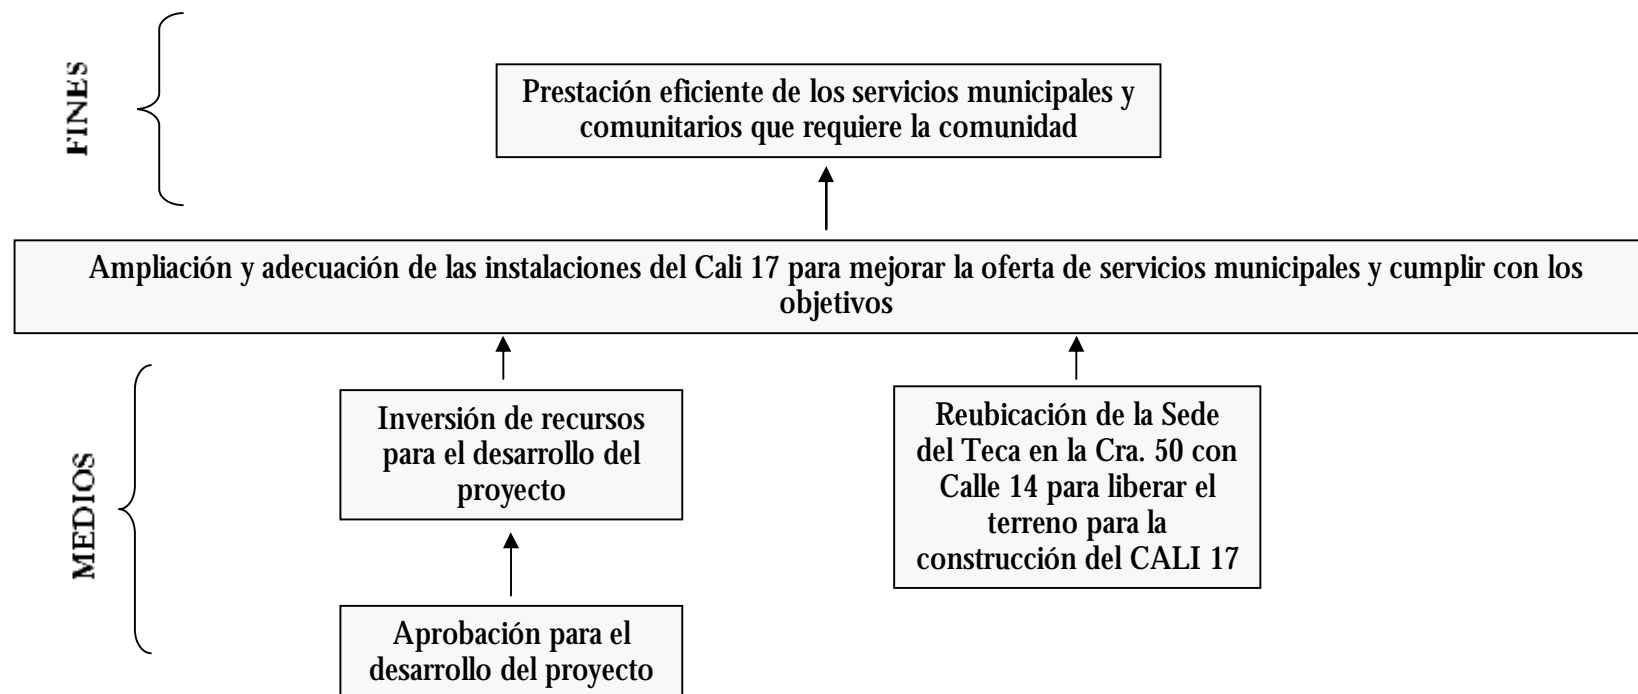 FINES
Prestación eficiente de los servicios municipales y
comunitarios que requiere la comunidad
Ampliación y adecuación de las instalaciones del Cali 17 para mejorar la oferta de servicios municipales y cumplir con los
objetivos
MEDIOS
Inversión de recursos
para el desarrollo del
proyecto
Reubicación de la Sede
del Teca en la Cra. 50 con
Calle 14 para liberar el
terreno para la
construcción del CALI 17
Aprobación para el
desarrollo del proyecto